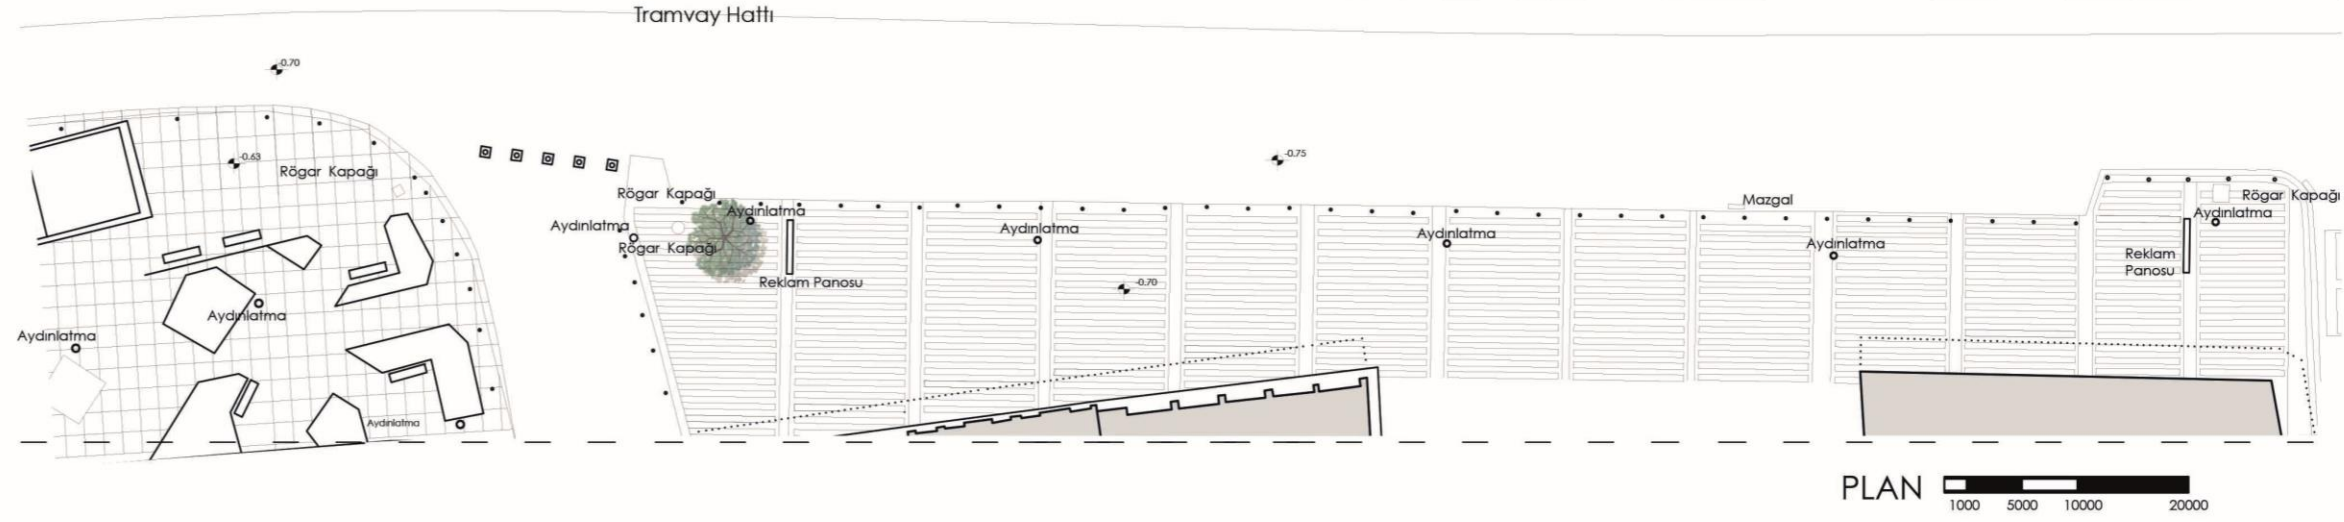 Tramvay Hattı
-0.70
-0.63
-0.75
Rögar Kapağı
Rögar Kapağı
Mazgal
Rögar Kapağı
Aydınlatma
Aydınlatma
Aydınlatma
Aydınlatma
Aydınlatma
Aydınlatma
Rögar Kapağı
Reklam
Panosu
Reklam Panosu
-0.70
Aydınlatma
Aydınlatma
Aydınlatma
PLAN
1000 5000 10000 20000